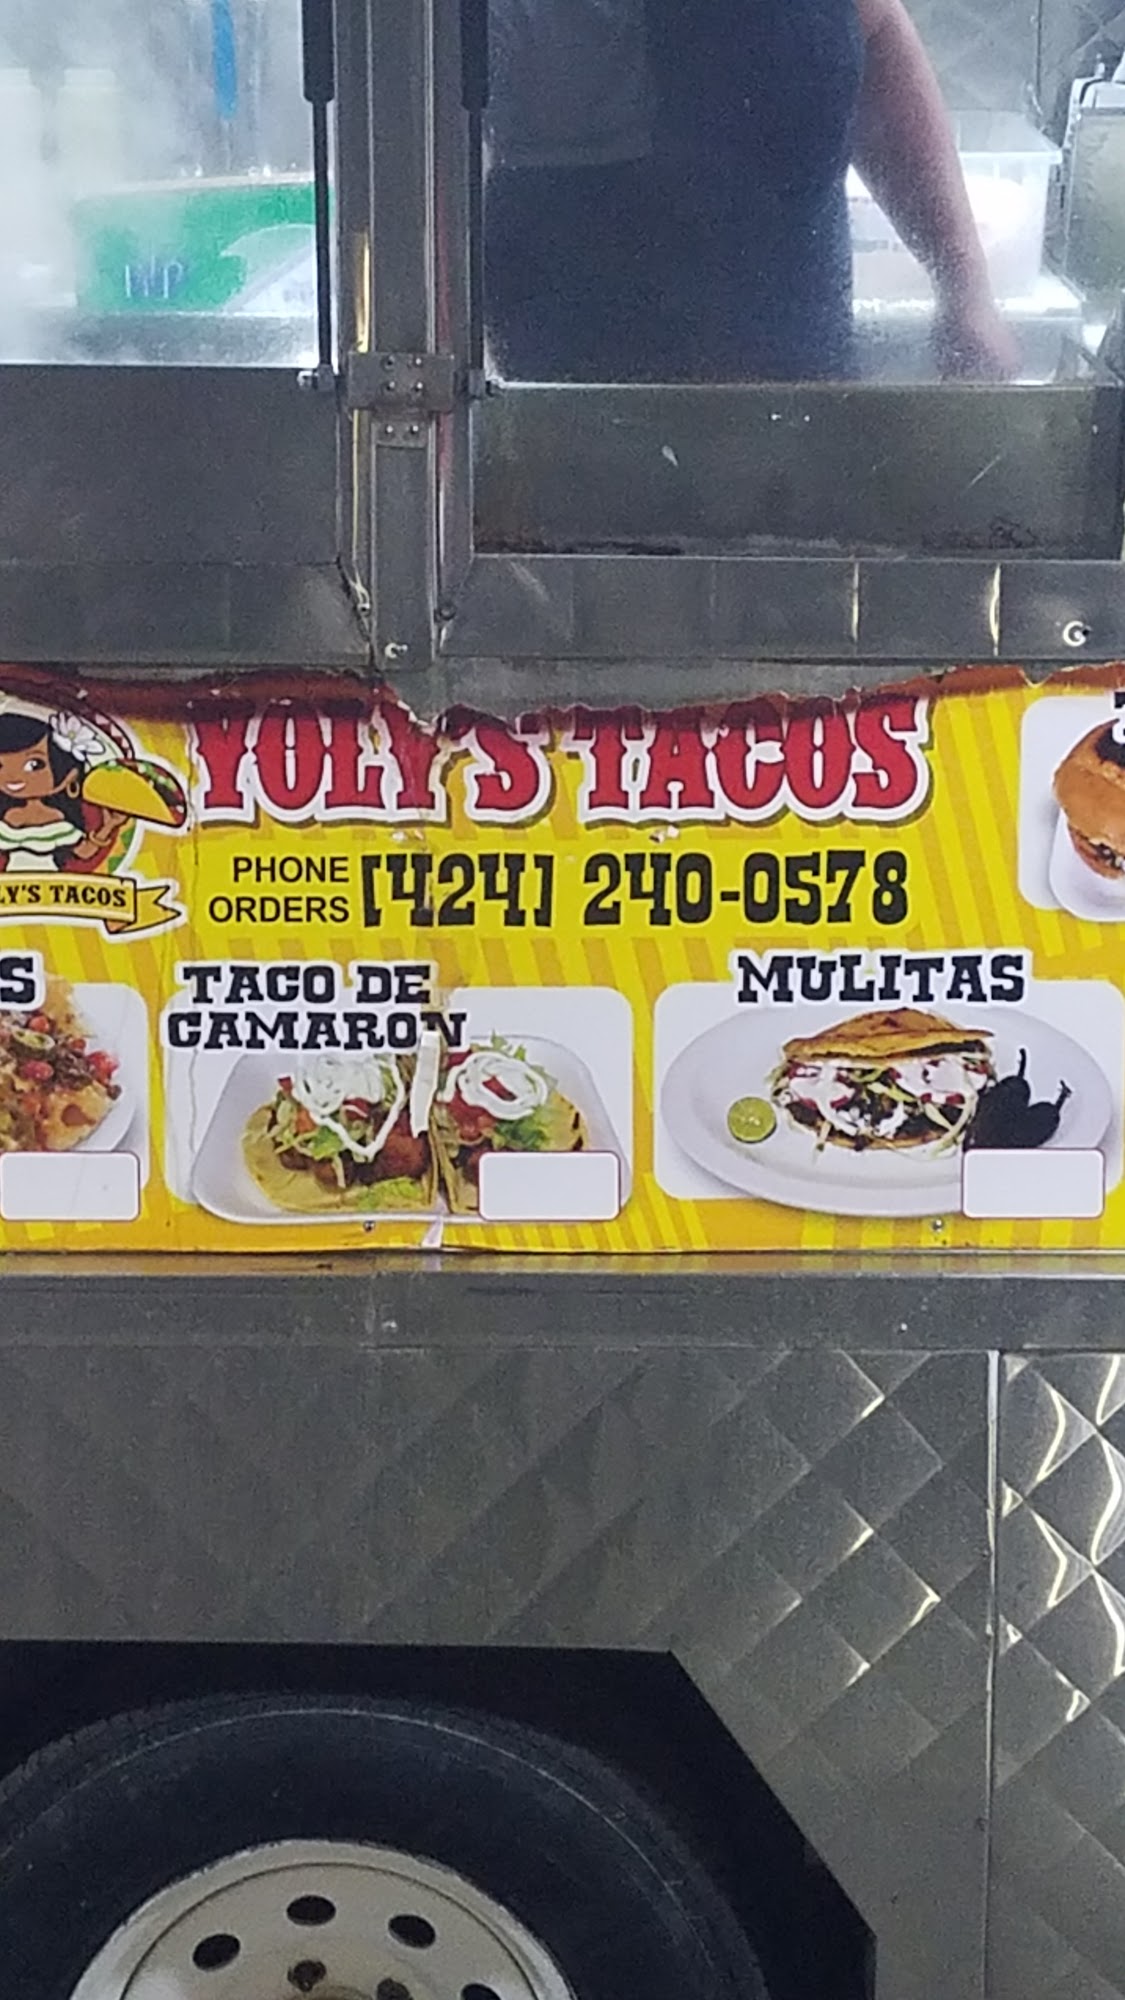 YOLY'S TACOS
LY'S TACOS
PHONE ORDERS [424] 240-0578
S
TACO DE
CAMARON
MULITAS